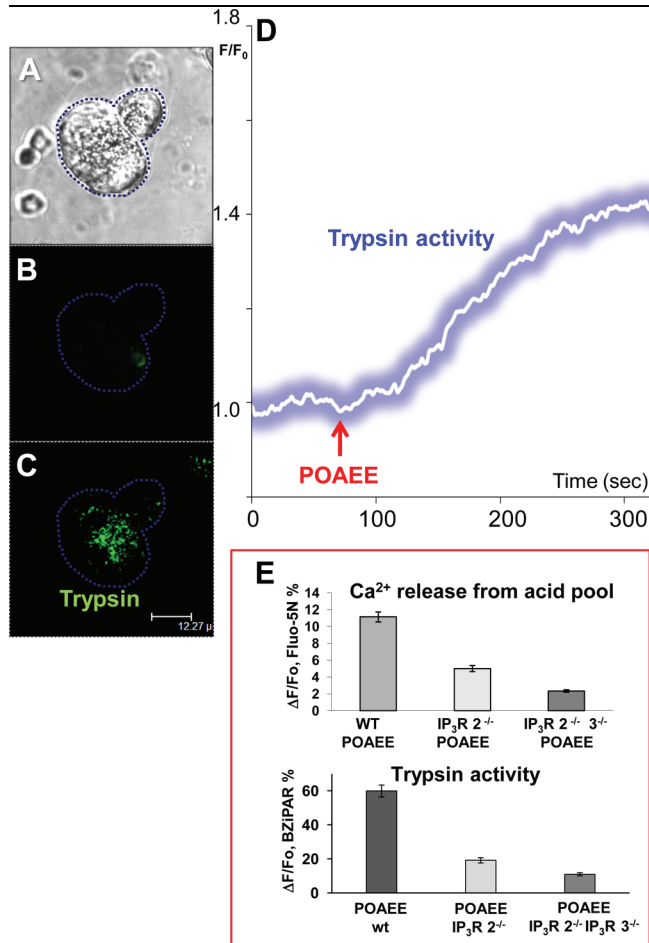 A
B
C
Trypsin
12.27 µ
D
1.8
F/F₀
1.4
Trypsin activity
1.0
POAEE
Time (sec)
0
100
200
300
E
Ca²⁺ release from acid pool
ΔF/Fo, Fluo-5N %
14
12
10
8
6
4
2
0
WT
POAEE
IP₃R 2⁻/⁻
POAEE
IP₃R 2⁻/⁻ 3⁻/⁻
POAEE
Trypsin activity
ΔF/Fo, BZiPAR %
60
40
20
0
POAEE
wt
POAEE
IP₃R 2⁻/⁻
POAEE
IP₃R 2⁻/⁻ IP₃R 3⁻/⁻